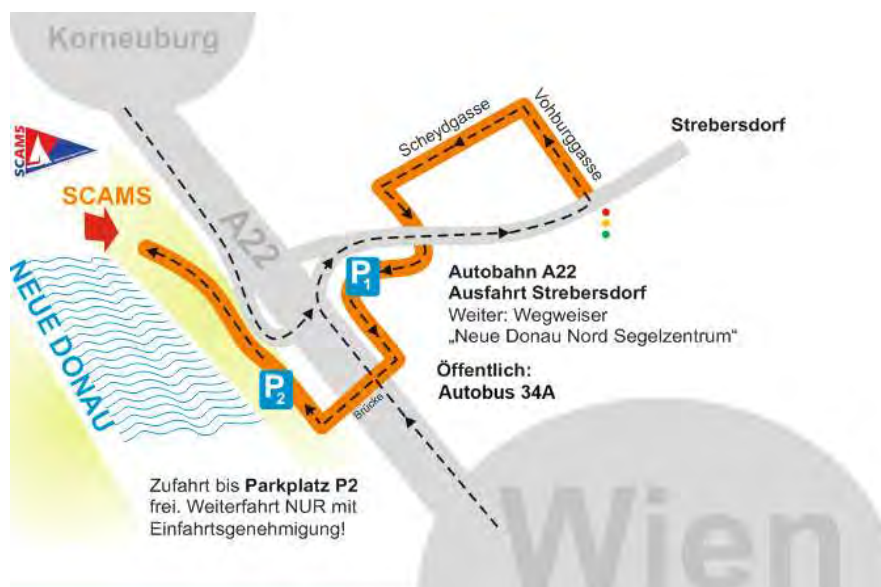 Korneuburg
SCAMS
Scheydgasse
Vohburggasse
Strebersdorf
SCAMS
A22
NEUE DONAU
P1
Autobahn A22
Ausfahrt Strebersdorf
Weiter: Wegweiser
„Neue Donau Nord Segelzentrum“
Öffentlich:
Autobus 34A
P2
Brücke
Zufahrt bis Parkplatz P2
frei. Weiterfahrt NUR mit
Einfahrtsgenehmigung!
Wien